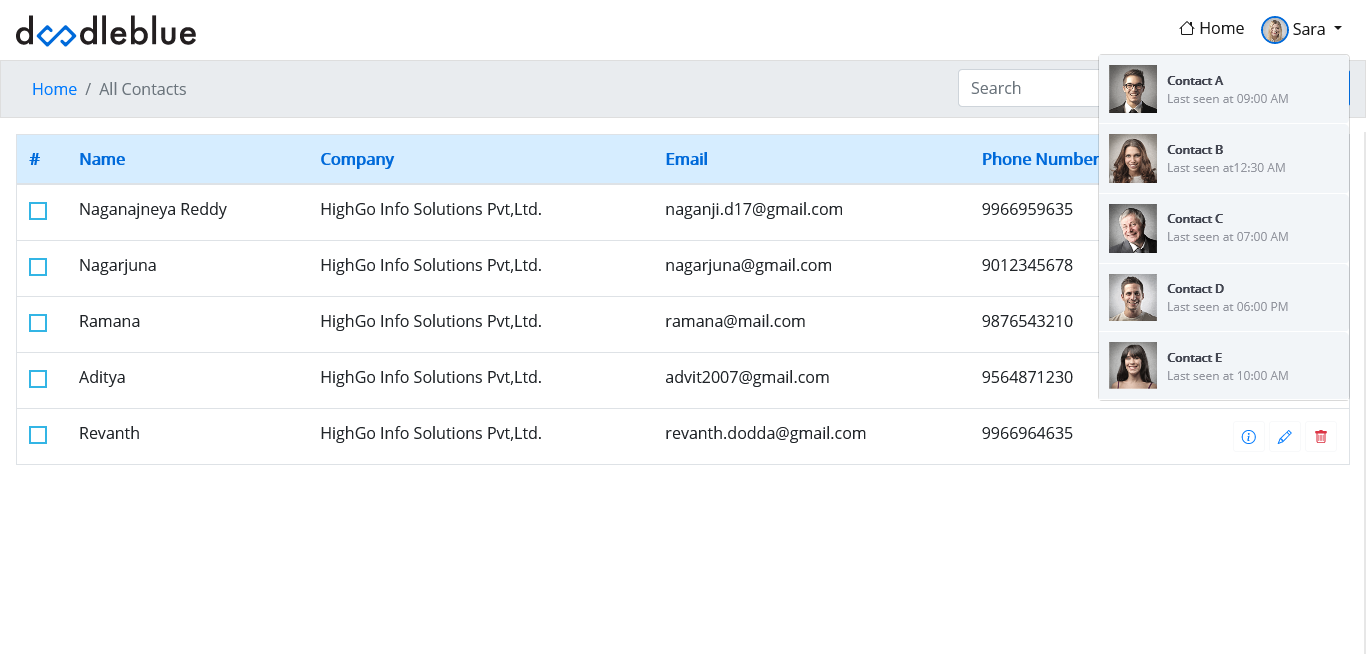 doodleblue
Home Sara
Home / All Contacts
Search
Contact A
Last seen at 09:00 AM
Contact B
Last seen at12:30 AM
Contact C
Last seen at 07:00 AM
Contact D
Last seen at 06:00 PM
Contact E
Last seen at 10:00 AM
# Name Company Email Phone Number
Naganajneya Reddy HighGo Info Solutions Pvt,Ltd. naganji.d17@gmail.com 9966959635
Nagarjuna HighGo Info Solutions Pvt,Ltd. nagarjuna@gmail.com 9012345678
Ramana HighGo Info Solutions Pvt,Ltd. ramana@mail.com 9876543210
Aditya HighGo Info Solutions Pvt,Ltd. advit2007@gmail.com 9564871230
Revanth HighGo Info Solutions Pvt,Ltd. revanth.dodda@gmail.com 9966964635